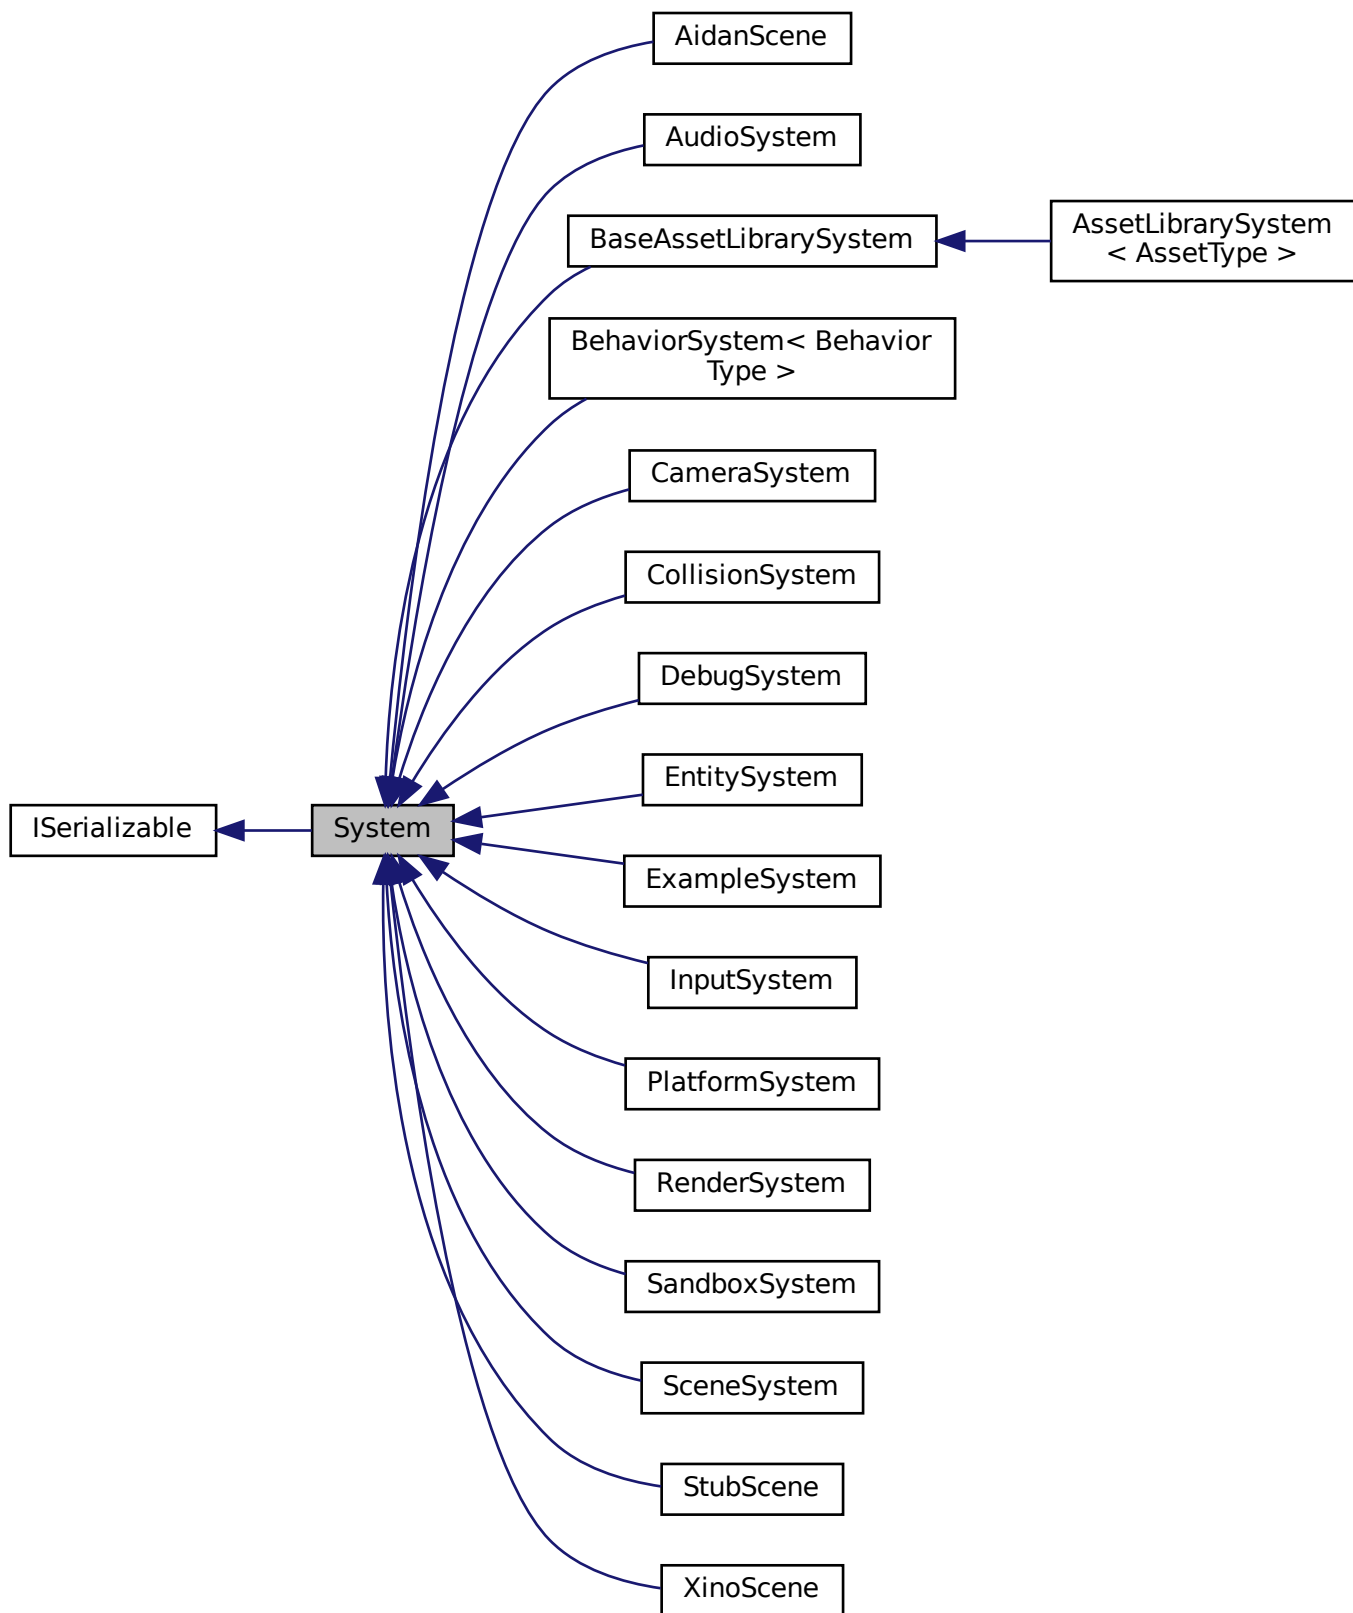 AidanScene
AudioSystem
BaseAssetLibrarySystem
AssetLibrarySystem
< AssetType >
BehaviorSystem< Behavior
Type >
CameraSystem
CollisionSystem
DebugSystem
EntitySystem
ISerializable
System
ExampleSystem
InputSystem
PlatformSystem
RenderSystem
SandboxSystem
SceneSystem
StubScene
XinoScene